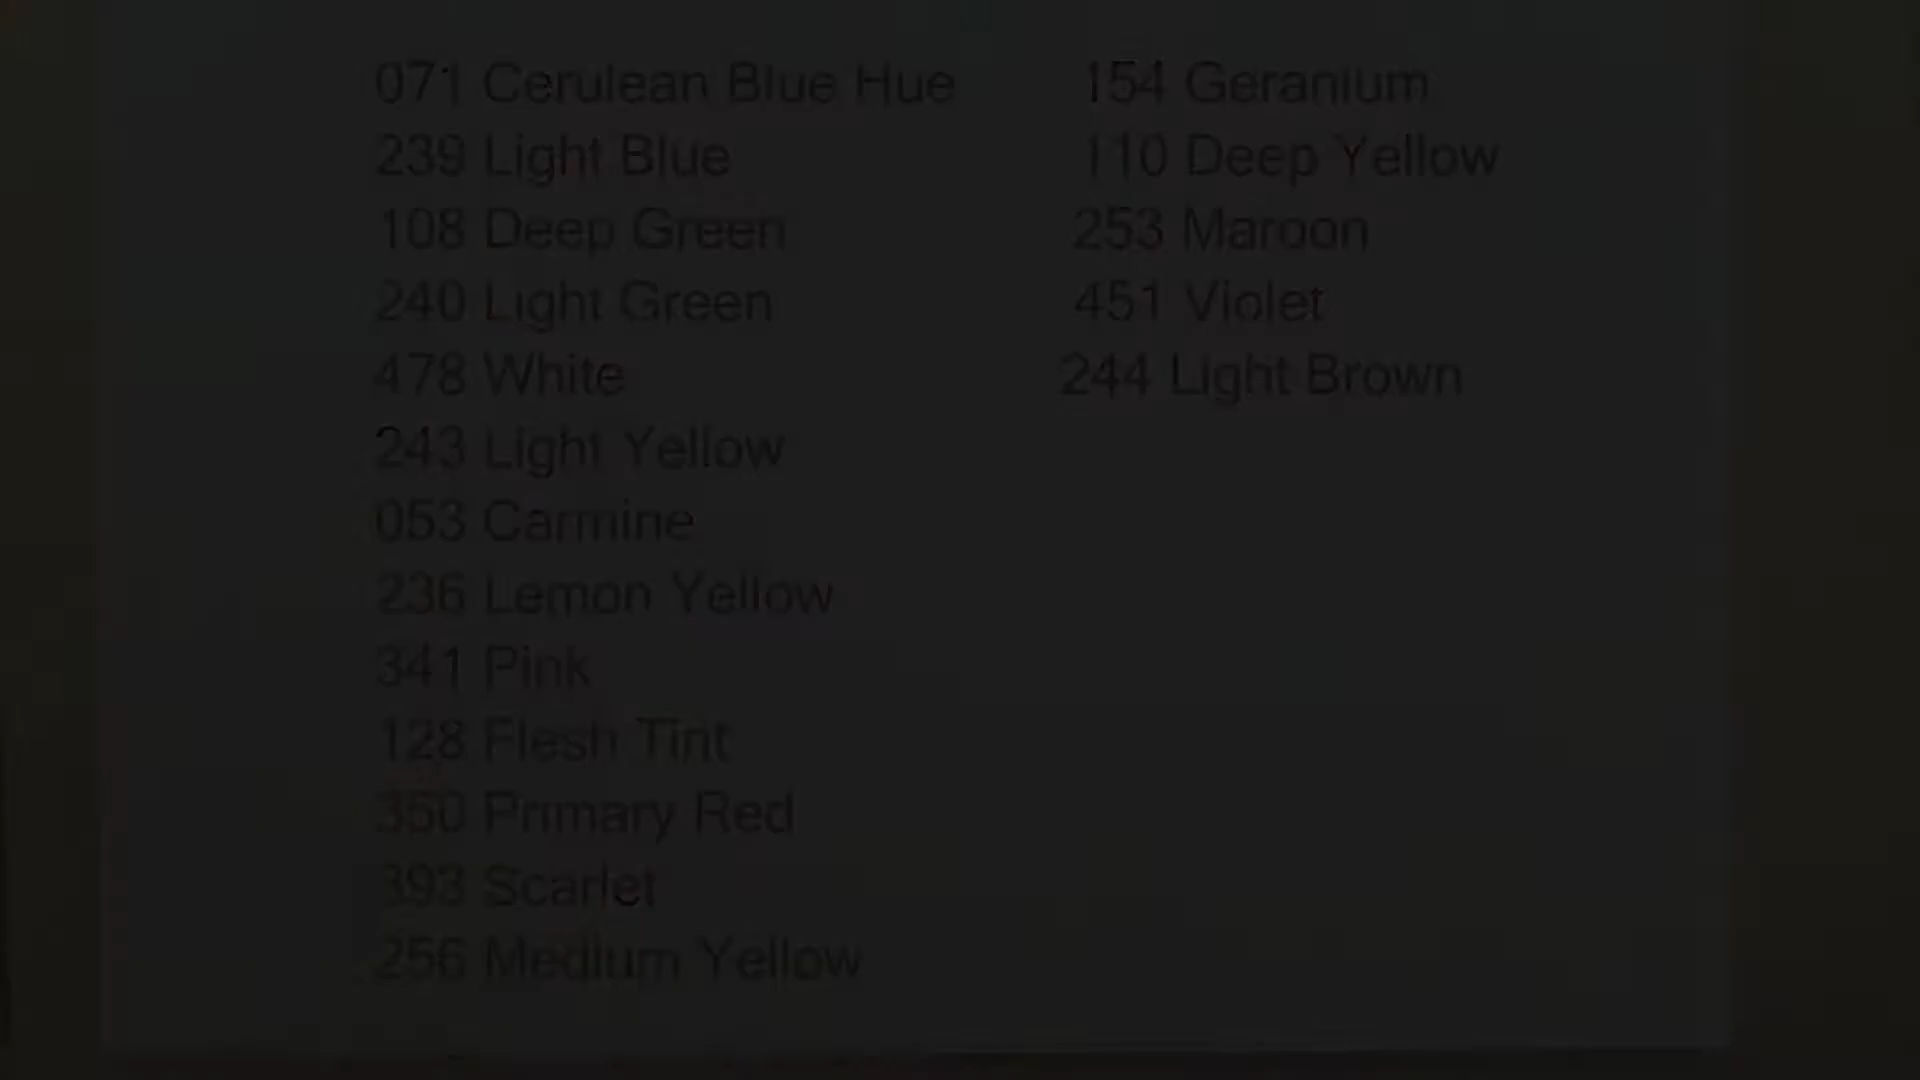 071 Cerulean Blue Hue
239 Light Blue
108 Deep Green
240 Light Green
478 White
243 Light Yellow
053 Carmine
236 Lemon Yellow
341 Pink
128 Flesh Tint
350 Primary Red
393 Scarlet
256 Medium Yellow
154 Geranium
110 Deep Yellow
253 Maroon
451 Violet
244 Light Brown